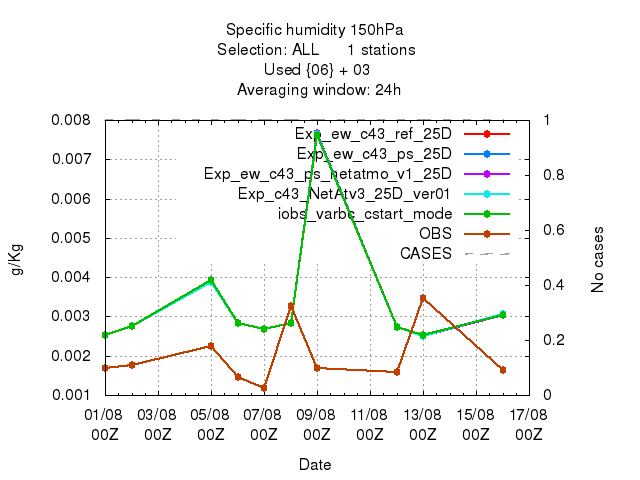 Specific humidity 150hPa
Selection: ALL 1 stations
Used {06} + 03
Averaging window: 24h
0.008
0.007
0.006
0.005
0.004
0.003
0.002
0.001
g/Kg
1
0.8
0.6
0.4
0.2
0
No cases
Exp_ew_c43_ref_25D
Exp_ew_c43_ps_25D
Exp_ew_c43_ps_netatmo_v1_25D
Exp_c43_NetAtv3_25D_ver01
iobs_varbc_cstart_mode
OBS
CASES
01/08 03/08 05/08 07/08 09/08 11/08 13/08 15/08 17/08
00Z 00Z 00Z 00Z 00Z 00Z 00Z 00Z 00Z
Date